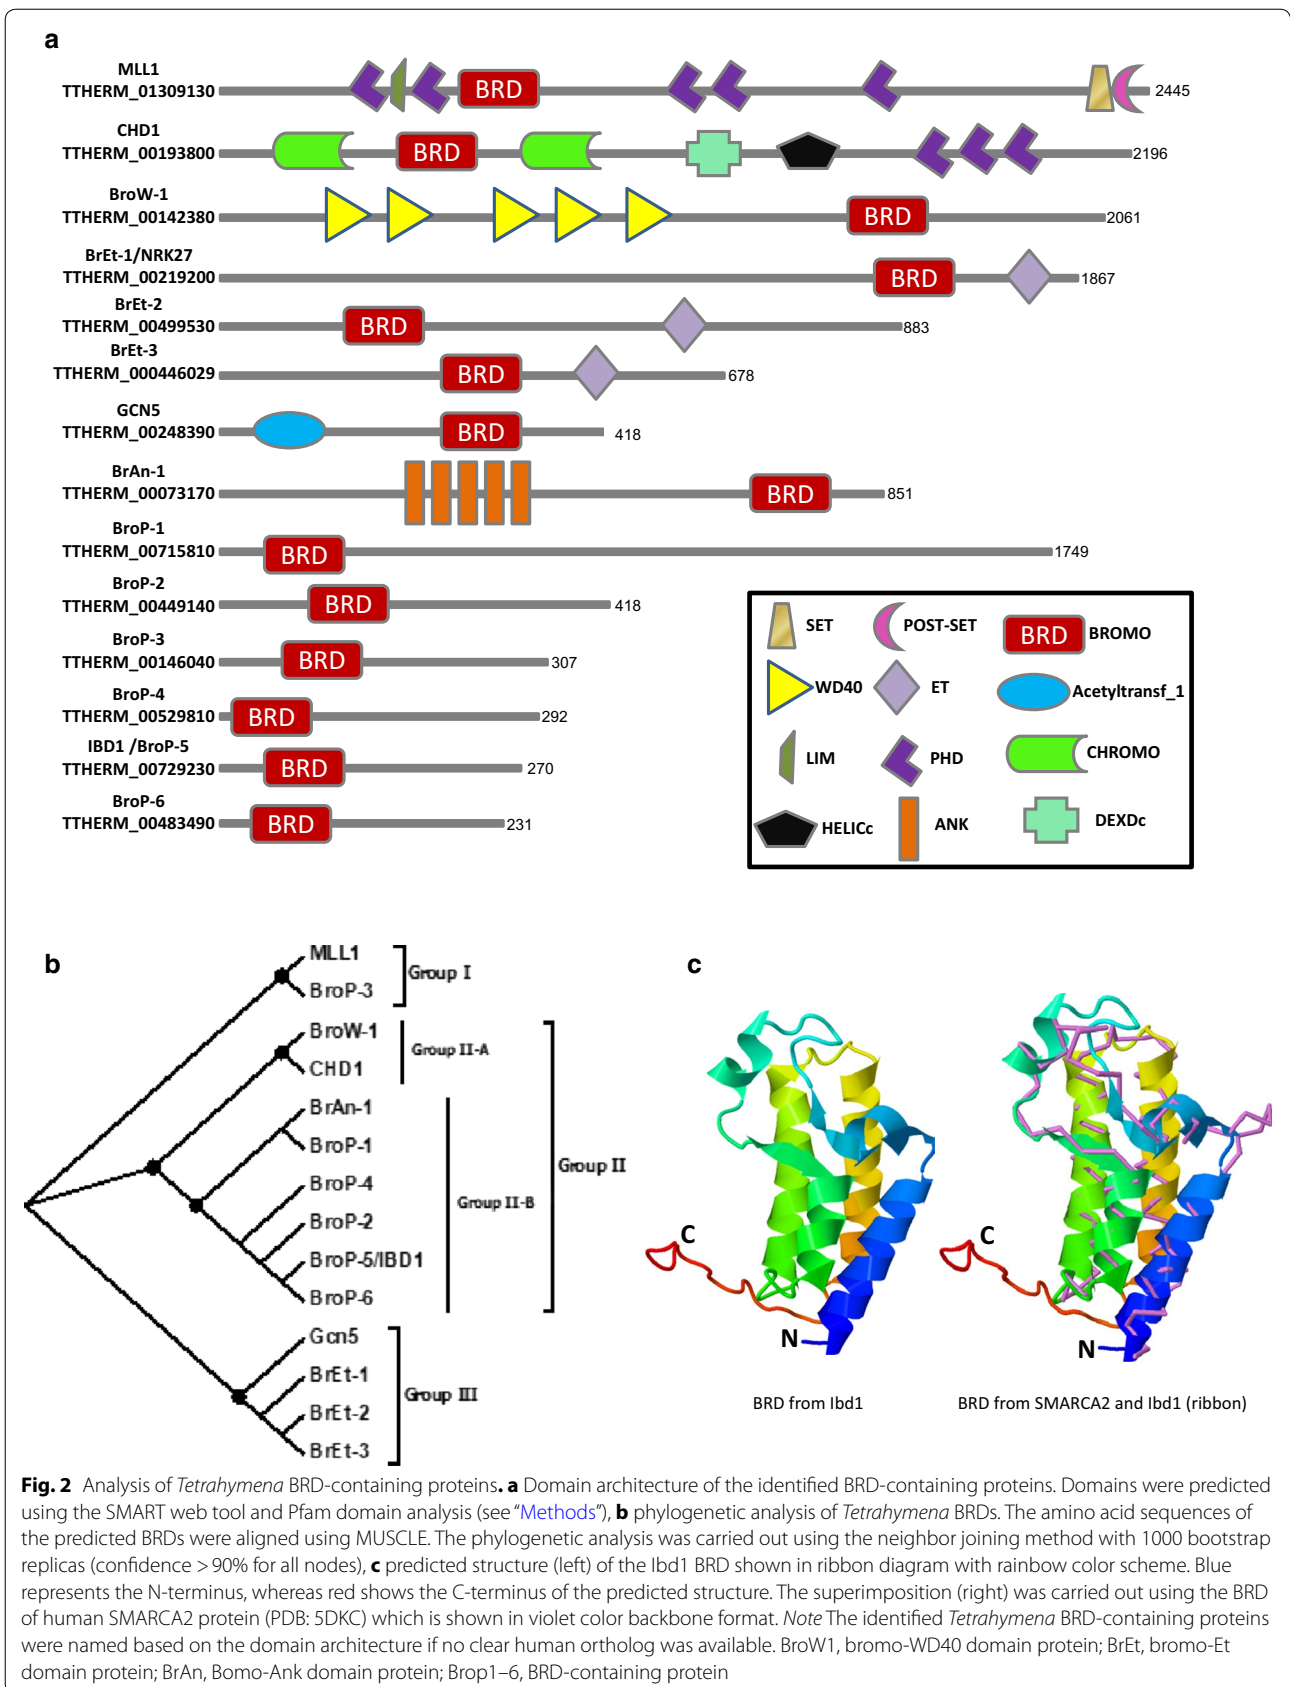 a
MLL1
TTHERM_01309130
BRD
2445
CHD1
TTHERM_00193800
BRD
2196
BroW-1
TTHERM_00142380
BRD
2061
BrEt-1/NRK27
TTHERM_00219200
BRD
1867
BrEt-2
TTHERM_00499530
BRD
883
BrEt-3
TTHERM_000446029
BRD
678
GCN5
TTHERM_00248390
BRD
418
BrAn-1
TTHERM_00073170
BRD
851
BroP-1
TTHERM_00715810
BRD
1749
BroP-2
TTHERM_00449140
BRD
418
BroP-3
TTHERM_00146040
BRD
307
BroP-4
TTHERM_00529810
BRD
292
IBD1 /BroP-5
TTHERM_00729230
BRD
270
BroP-6
TTHERM_00483490
BRD
231
SET
POST-SET
BRD
BROMO
WD40
ET
Acetyltransf_1
LIM
PHD
CHROMO
HELICc
ANK
DEXDc
b
MLL1
BroP-3
Group I
BroW-1
CHD1
Group II-A
BrAn-1
BroP-1
BroP-4
BroP-2
BroP-5/IBD1
BroP-6
Group II-B
Group II
Gcn5
BrEt-1
BrEt-2
BrEt-3
Group III
c
C
N
BRD from Ibd1
C
N
BRD from SMARCA2 and Ibd1 (ribbon)
Fig. 2 Analysis of Tetrahymena BRD-containing proteins. a Domain architecture of the identified BRD-containing proteins. Domains were predicted
using the SMART web tool and Pfam domain analysis (see “Methods”), b phylogenetic analysis of Tetrahymena BRDs. The amino acid sequences of
the predicted BRDs were aligned using MUSCLE. The phylogenetic analysis was carried out using the neighbor joining method with 1000 bootstrap
replicas (confidence > 90% for all nodes), c predicted structure (left) of the Ibd1 BRD shown in ribbon diagram with rainbow color scheme. Blue
represents the N-terminus, whereas red shows the C-terminus of the predicted structure. The superimposition (right) was carried out using the BRD
of human SMARCA2 protein (PDB: 5DKC) which is shown in violet color backbone format. Note The identified Tetrahymena BRD-containing proteins
were named based on the domain architecture if no clear human ortholog was available. BroW1, bromo-WD40 domain protein; BrEt, bromo-Et
domain protein; BrAn, Bomo-Ank domain protein; Brop1–6, BRD-containing protein